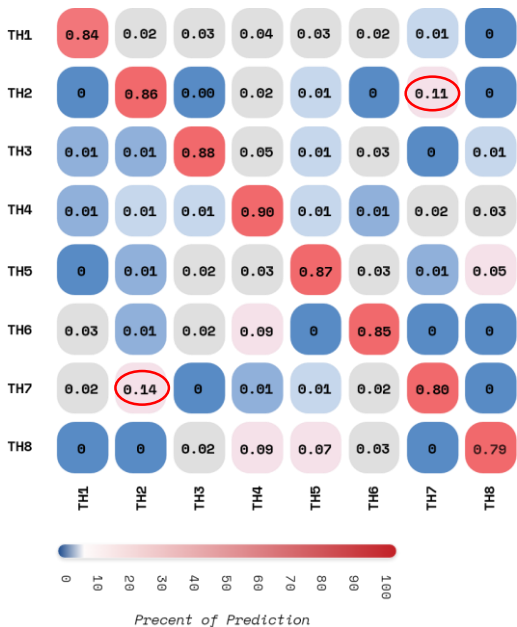 TH1 0.84 0.02 0.03 0.04 0.03 0.02 0.01 0
TH2 0 0.86 0.00 0.02 0.01 0 0.11 0
TH3 0.01 0.01 0.88 0.05 0.01 0.03 0 0.01
TH4 0.01 0.01 0.01 0.90 0.01 0.01 0.02 0.03
TH5 0 0.01 0.02 0.03 0.87 0.03 0.01 0.05
TH6 0.03 0.01 0.02 0.09 0 0.85 0 0
TH7 0.02 0.14 0 0.01 0.01 0.02 0.80 0
TH8 0 0 0.02 0.09 0.07 0.03 0 0.79
TH1 TH2 TH3 TH4 TH5 TH6 TH7 TH8
0 10 20 30 40 50 60 70 80 90 100
Precent of Prediction